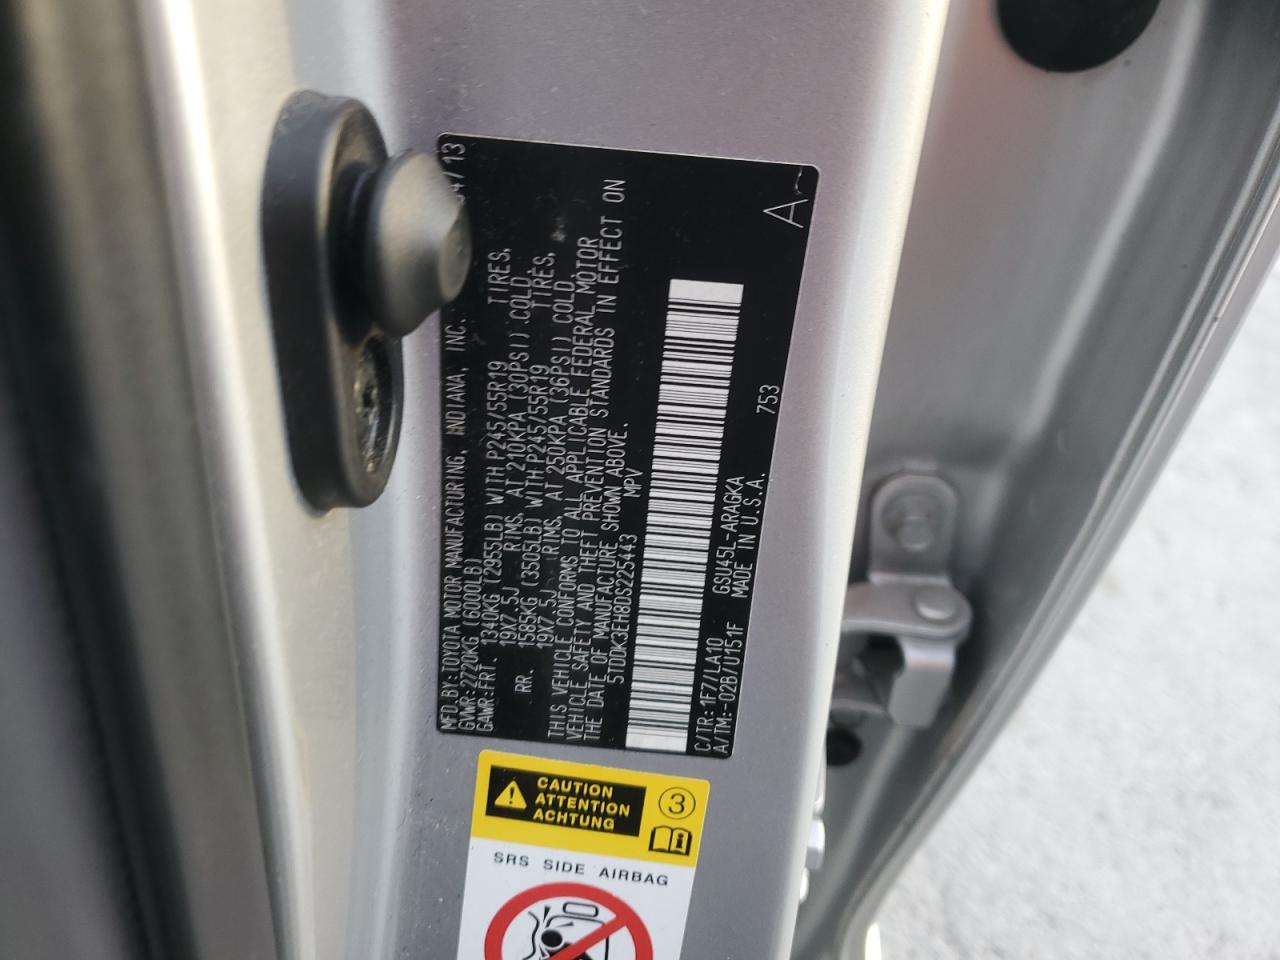 MFD.BY:TOYOTA MOTOR MANUFACTURING, INDIANA, INC. /13
GVWR:2720KG (6000LB)
GAWR:FRT. 1340KG (2955LB) WITH P245/55R19 TIRES,
19X7.5J RIMS, AT 210KPA (30PSI) COLD
RR. 1585KG (3505LB) WITH P245/55R19 TIRES,
19X7.5J RIMS, AT 250KPA (36PSI) COLD.
THIS VEHICLE CONFORMS TO ALL APPLICABLE FEDERAL MOTOR
VEHICLE SAFETY AND THEFT PREVENTION STANDARDS IN EFFECT ON
THE DATE OF MANUFACTURE SHOWN ABOVE.
5TDDK3EH8DS225443 MPV
C/TR:1F7/LA10 GSU45L-ARAGKA 753
A/TM:-02B/U151F MADE IN U.S.A.
A
CAUTION
ATTENTION
ACHTUNG
3
SRS SIDE AIRBAG